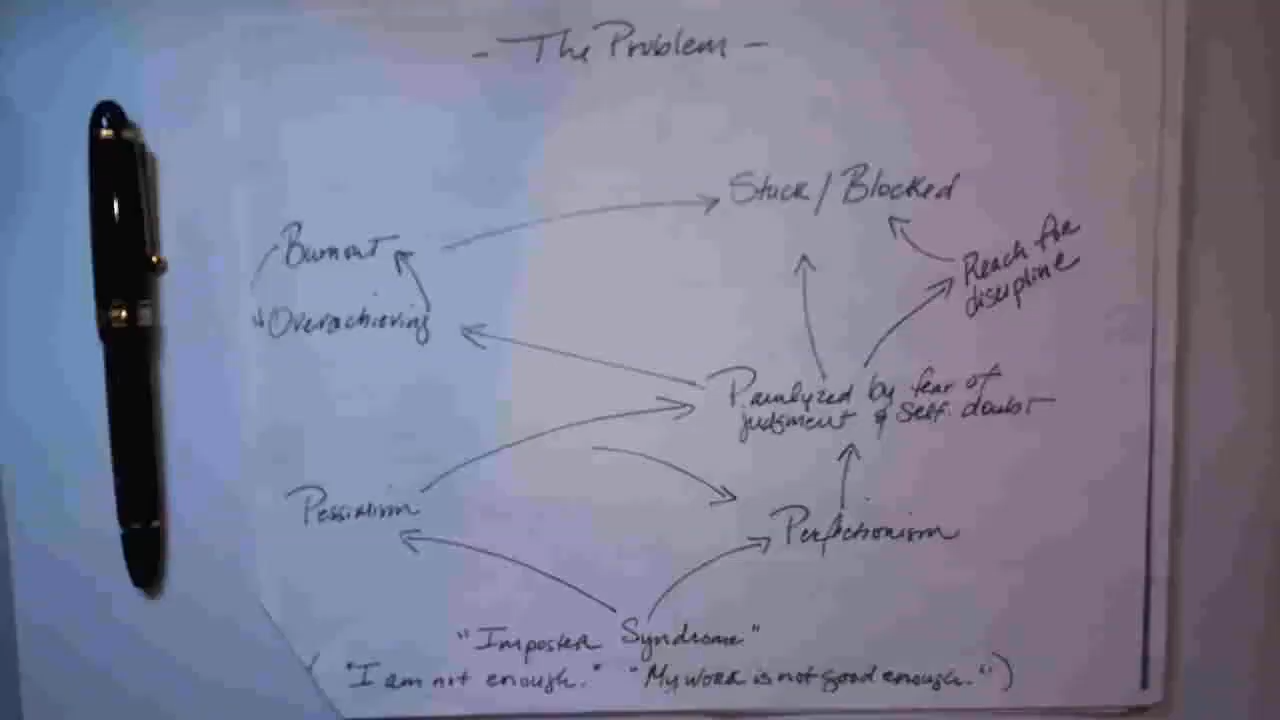 - The Problem -
Stuck / Blocked
Burnout
Reach for
discipline
Overachieving
Paralyzed by fear of
judgment & self doubt
Pessimism
Perfectionism
"Imposter Syndrome"
( "I am not enough." "My work is not good enough." )